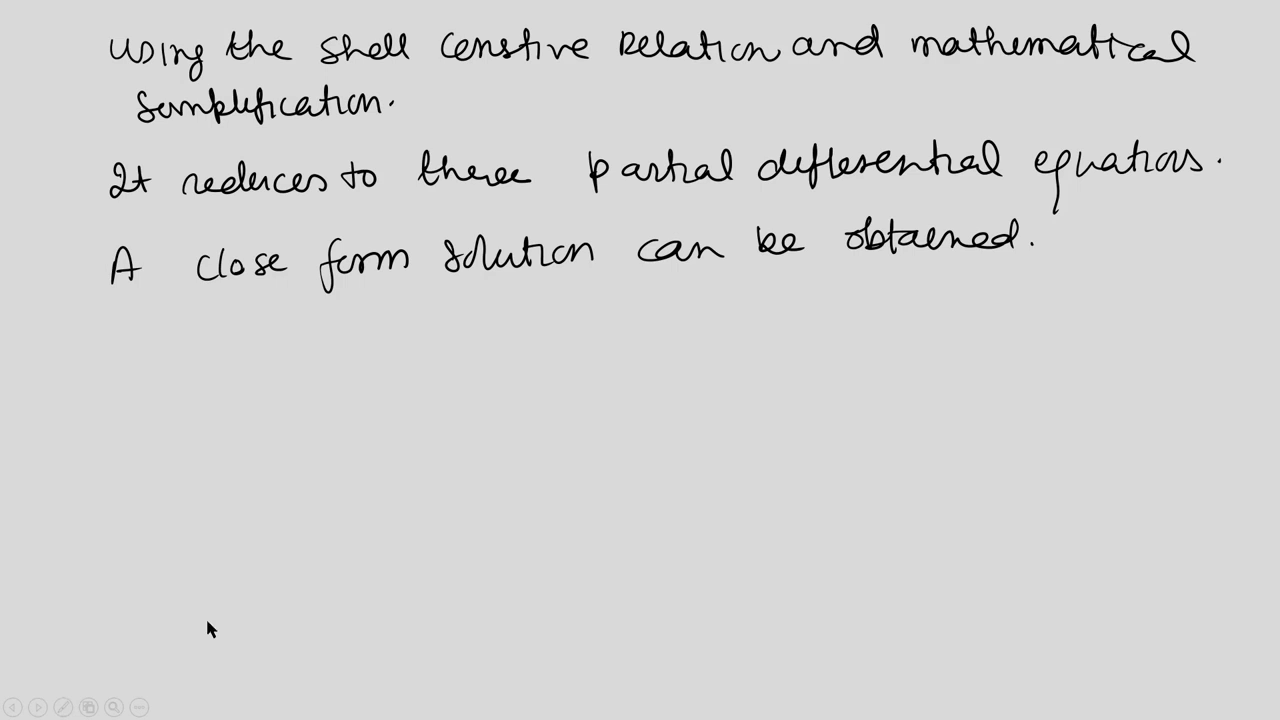 Using the shell constive Relation and mathematical
simplification.
It reduces to three partial differential equations.
A close form solution can be obtained.